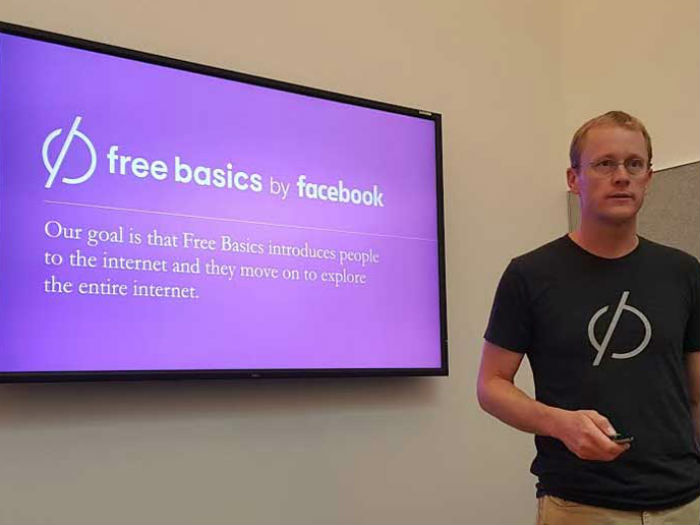 free basics by facebook
Our goal is that Free Basics introduces people
to the internet and they move on to explore
the entire internet.